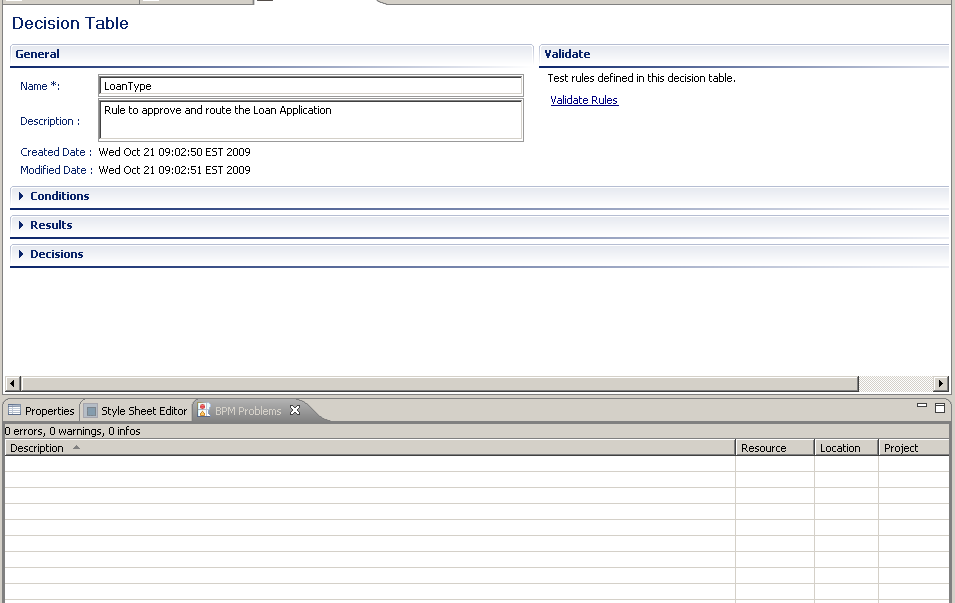 Decision Table
General
Validate
Name *:
LoanType
Test rules defined in this decision table.
Validate Rules
Description :
Rule to approve and route the Loan Application
Created Date : Wed Oct 21 09:02:50 EST 2009
Modified Date : Wed Oct 21 09:02:51 EST 2009
Conditions
Results
Decisions
Properties Style Sheet Editor BPM Problems
0 errors, 0 warnings, 0 infos
Description Resource Location Project